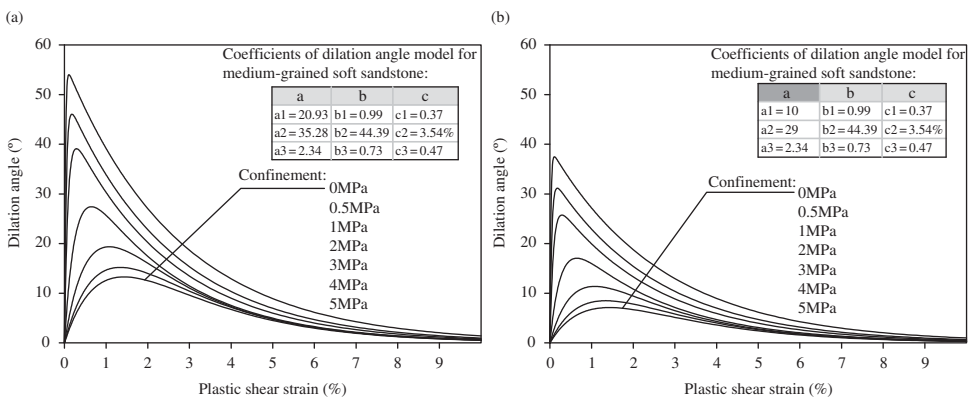 (a)
60
50
40
30
20
10
0
Dilation angle (º)
Coefficients of dilation angle model for
medium-grained soft sandstone:
a b c
a1=20.93 b1=0.99 c1=0.37
a2=35.28 b2=44.39 c2=3.54%
a3=2.34 b3=0.73 c3=0.47
Confinement:
0MPa
0.5MPa
1MPa
2MPa
3MPa
4MPa
5MPa
0 1 2 3 4 5 6 7 8 9
Plastic shear strain (%)
(b)
60
50
40
30
20
10
0
Dilation angle (º)
Coefficients of dilation angle model for
medium-grained soft sandstone:
a b c
a1=10 b1=0.99 c1=0.37
a2=29 b2=44.39 c2=3.54%
a3=2.34 b3=0.73 c3=0.47
Confinement:
0MPa
0.5MPa
1MPa
2MPa
3MPa
4MPa
5MPa
0 1 2 3 4 5 6 7 8 9
Plastic shear strain (%)